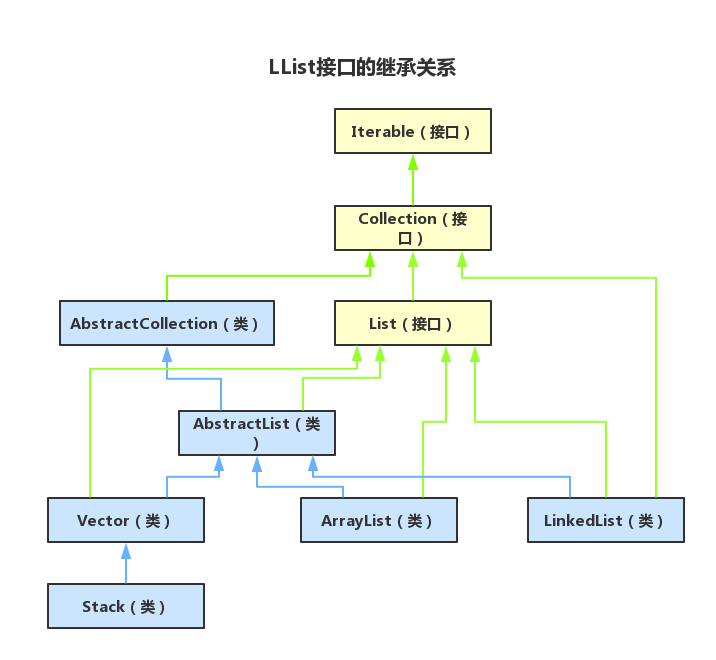 LList接口的继承关系
Iterable（接口）
Collection（接
口）
AbstractCollection（类）
List（接口）
AbstractList（类
）
Vector（类）
ArrayList（类）
LinkedList（类）
Stack（类）